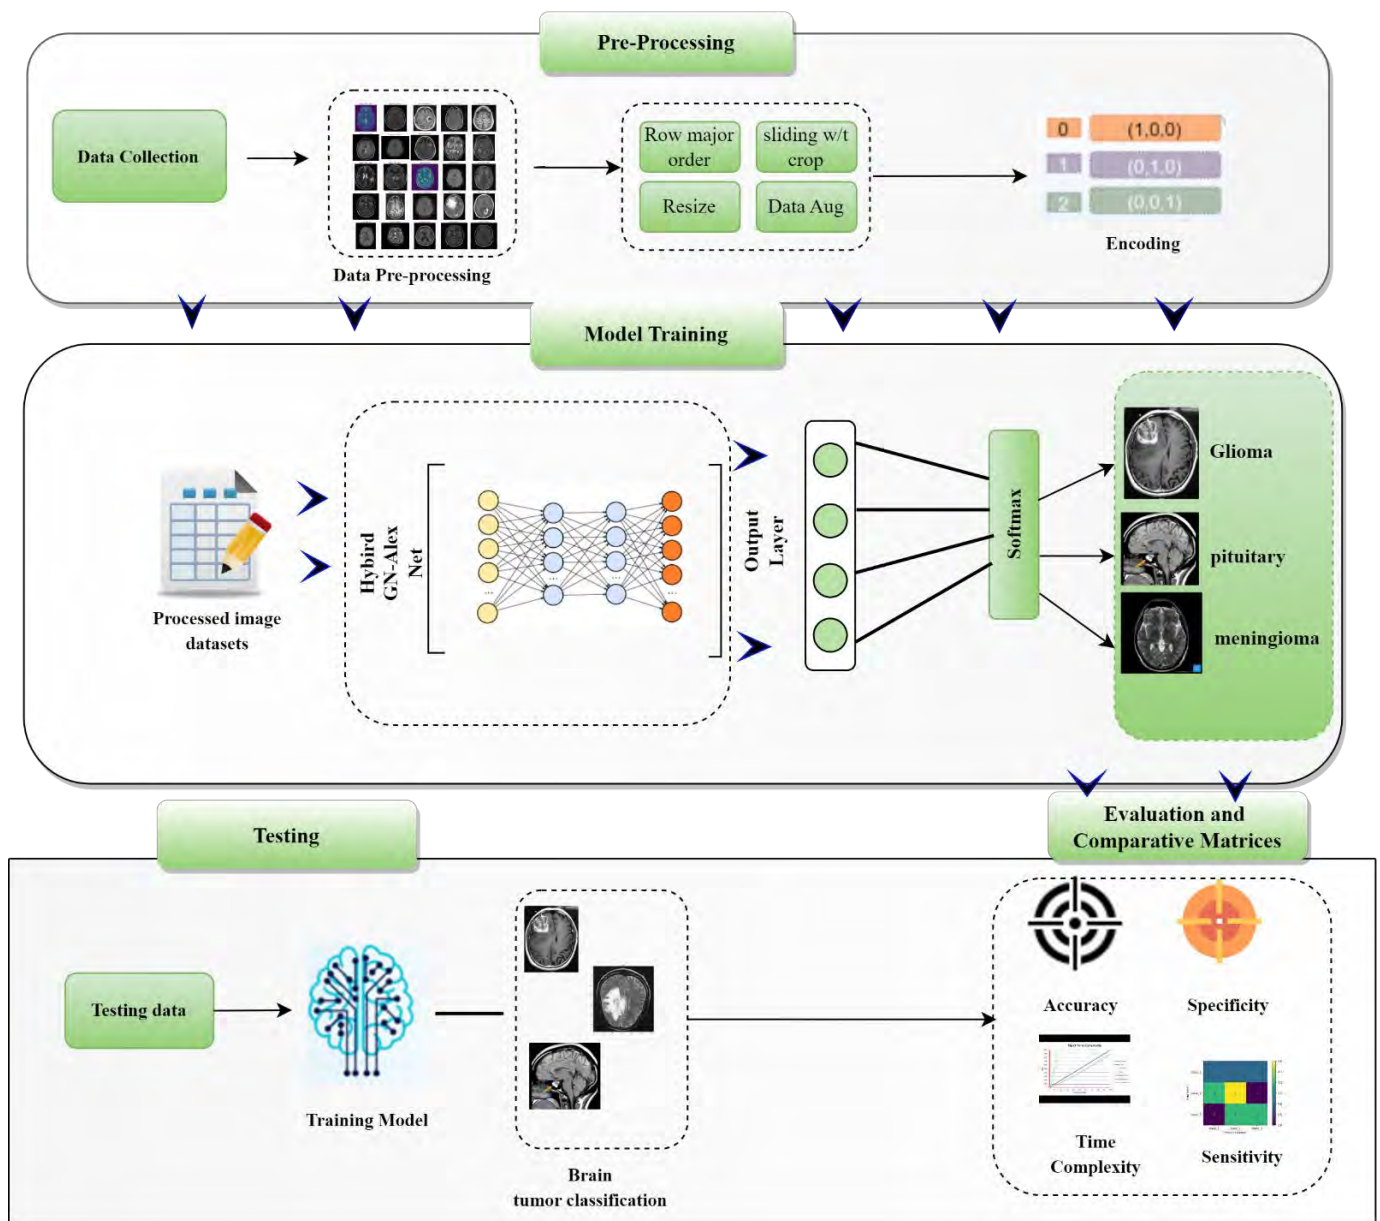 Pre-Processing
Data Collection
Data Pre-processing
Row major
order
sliding w/t
crop
Resize
Data Aug
0 (1,0,0)
1 (0,1,0)
2 (0,0,1)
Encoding
Model Training
Processed image
datasets
Hybird
GN-Alex
Net
...
...
...
...
Output
Layer
Softmax
Glioma
pituitary
meningioma
Testing
Evaluation and
Comparative Matrices
Testing data
Training Model
Brain
tumor classification
Accuracy
Specificity
Time
Complexity
Sensitivity